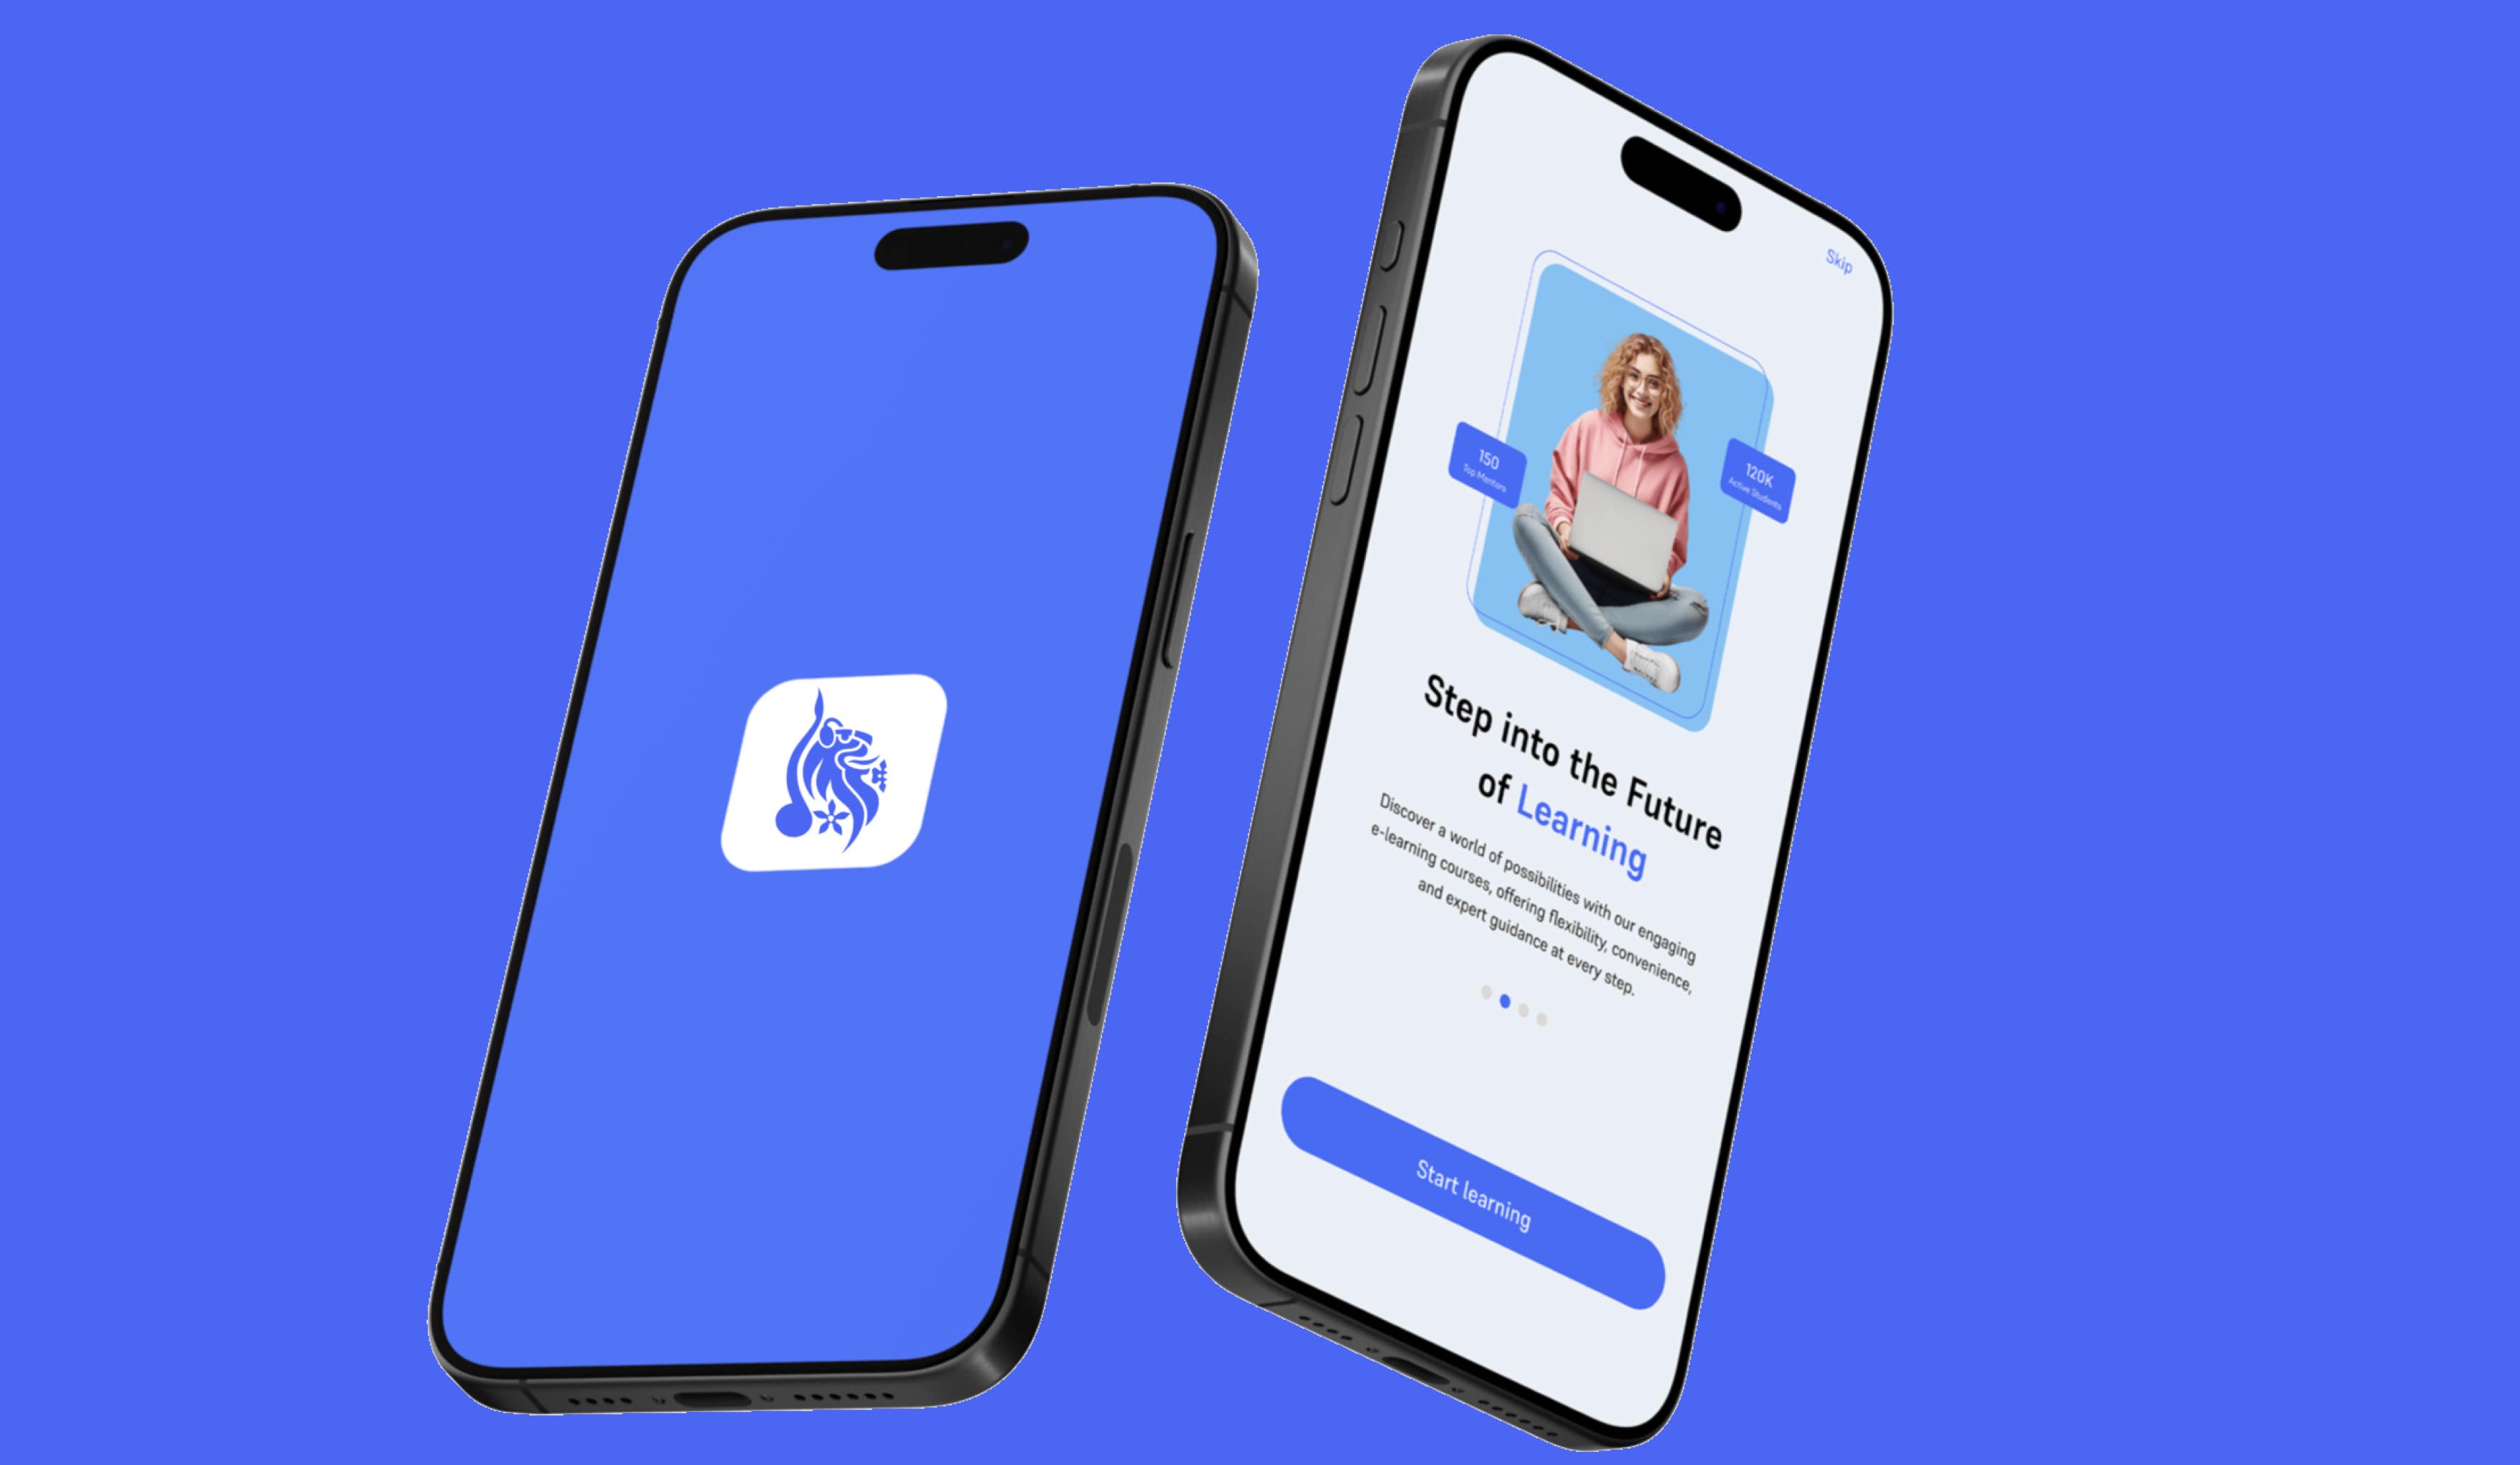 Skip
150
Top Mentors
120K
Active Students
Step into the Future
of Learning
Discover a world of possibilities with our engaging
e-learning courses, offering flexibility, convenience,
and expert guidance at every step.
Start learning